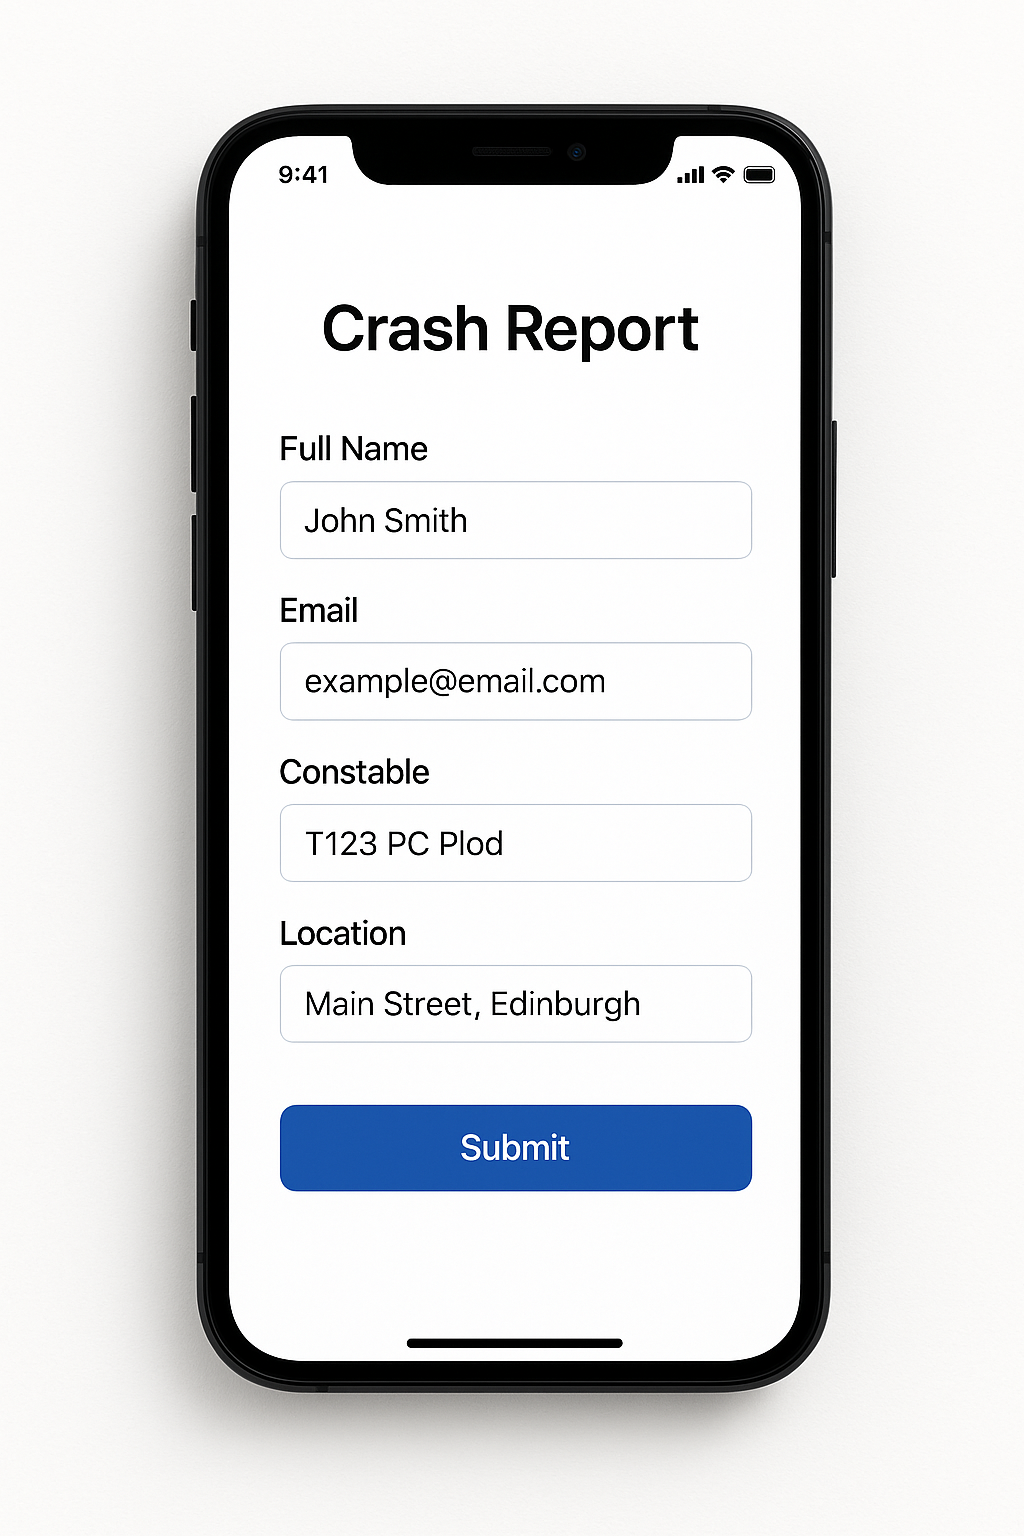 9:41
Crash Report
Full Name
John Smith
Email
example@email.com
Constable
T123 PC Plod
Location
Main Street, Edinburgh
Submit